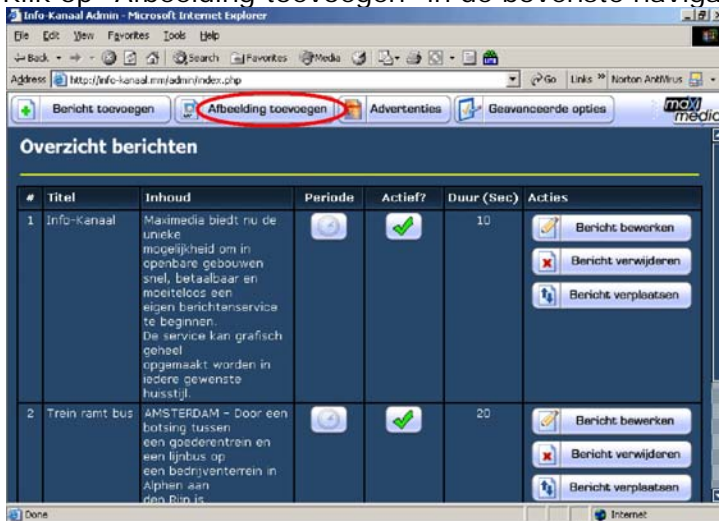 Klik op "Afbeelding toevoegen" in de bovenste naviga
Info-Kanaal Admin - Microsoft Internet Explorer
File Edit View Favorites Tools Help
Back Search Favorites Media
Address http://info-kanaal.mm/admin/index.php Go Links » Norton AntiVirus
Bericht toevoegen Afbeelding toevoegen Advertenties Geavanceerde opties maxi
medic
Overzicht berichten
# Titel Inhoud Periode Actief? Duur (Sec) Acties
1 Info-Kanaal Maximedia biedt nu de 10 Bericht bewerken
unieke
mogelijkheid om in
openbare gebouwen Bericht verwijderen
snel, betaalbaar en
moeiteloos een Bericht verplaatsen
eigen berichtenservice
te beginnen.
De service kan grafisch
geheel
opgemaakt worden in
iedere gewenste
huisstijl.
2 Trein ramt bus AMSTERDAM - Door een 20 Bericht bewerken
botsing tussen
een goederentrein en
een lijnbus op Bericht verwijderen
een bedrijventerrein in
Alphen aan Bericht verplaatsen
den Rijn is
Done Internet